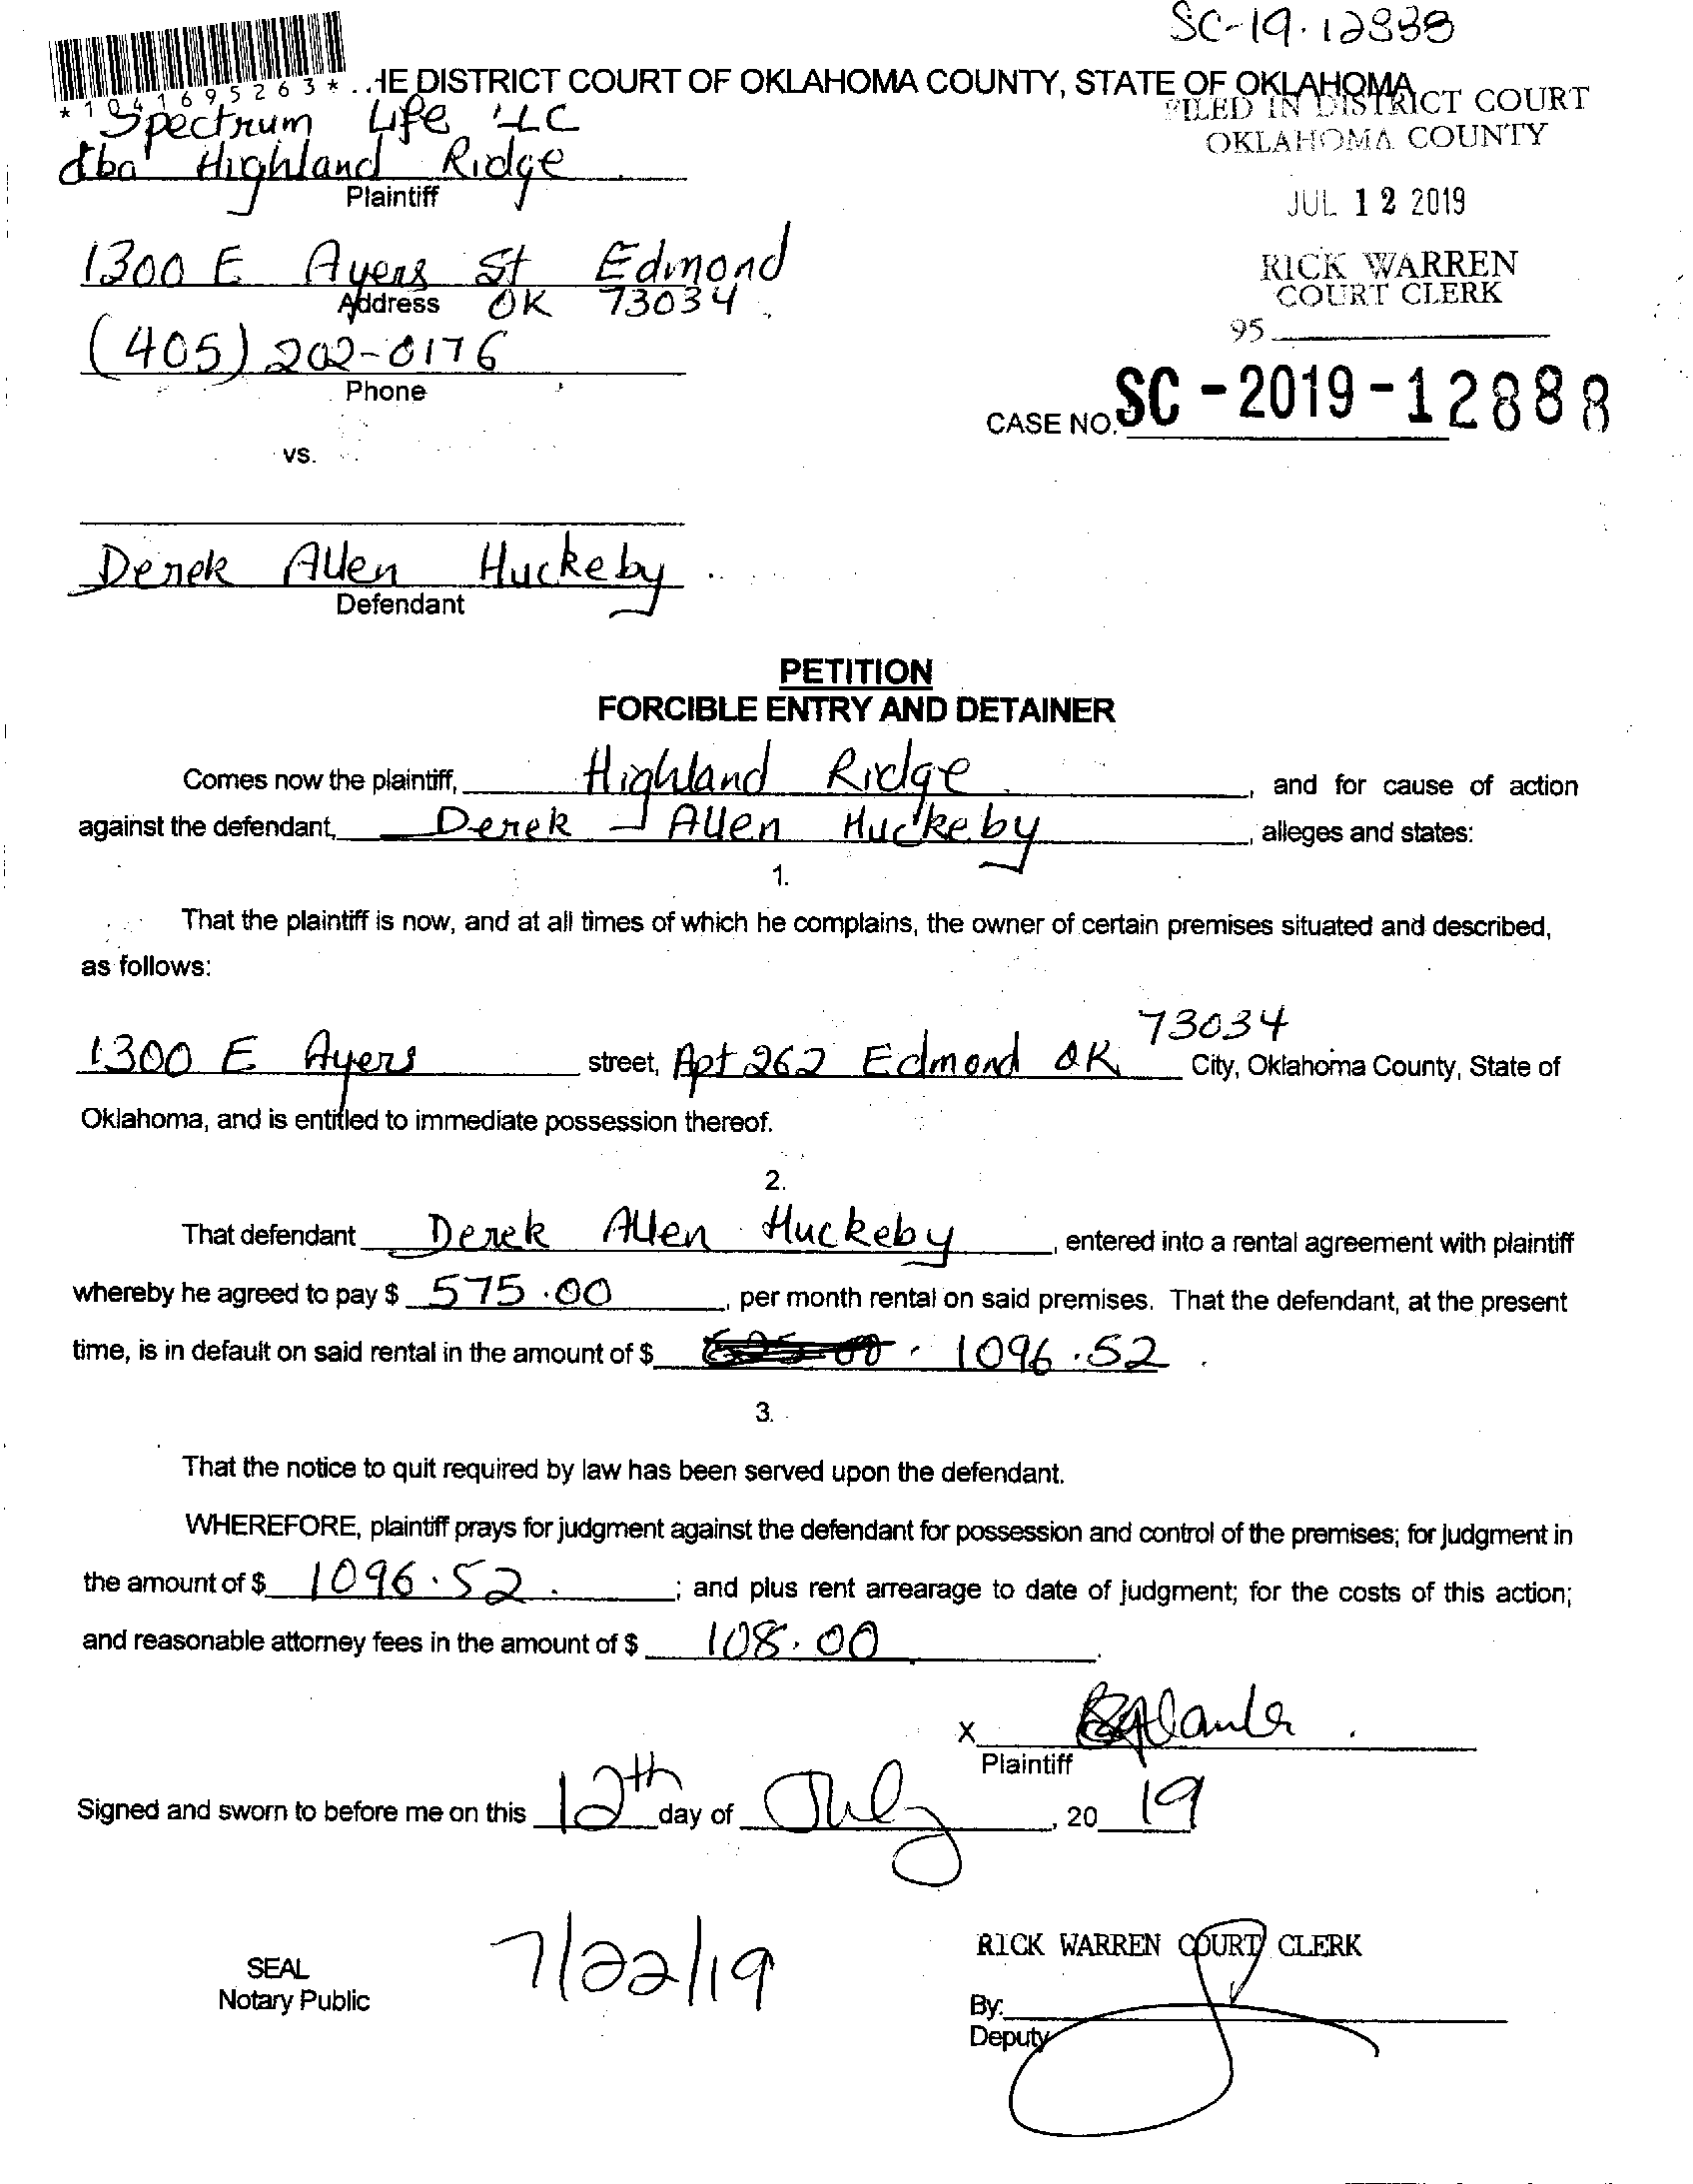 SC-19-12888
*1041695263*
HE DISTRICT COURT OF OKLAHOMA COUNTY, STATE OF OKLAHOMA
FILED IN DISTRICT COURT
OKLAHOMA COUNTY
Spectrum Life LLC
dba Highland Ridge
Plaintiff
JUL 12 2019
1300 E Ayers St Edmond
Address OK 73034
RICK WARREN
COURT CLERK
95
(405) 202-0176
Phone
CASE NO. SC-2019-12888
vs.
Derek Allen Huckeby
Defendant
PETITION
FORCIBLE ENTRY AND DETAINER
Comes now the plaintiff, Highland Ridge, and for cause of action
against the defendant, Derek Allen Huckeby, alleges and states:
1.
That the plaintiff is now, and at all times of which he complains, the owner of certain premises situated and described,
as follows:
73034
1300 E Ayers street, Apt 262 Edmond OK City, Oklahoma County, State of
Oklahoma, and is entitled to immediate possession thereof.
2.
That defendant Derek Allen Huckeby, entered into a rental agreement with plaintiff
whereby he agreed to pay $ 575.00, per month rental on said premises. That the defendant, at the present
time, is in default on said rental in the amount of $ 1096.52.
3.
That the notice to quit required by law has been served upon the defendant.
WHEREFORE, plaintiff prays for judgment against the defendant for possession and control of the premises; for judgment in
the amount of $ 1096.52.; and plus rent arrearage to date of judgment; for the costs of this action;
and reasonable attorney fees in the amount of $ 108.00.
X
Plaintiff
Signed and sworn to before me on this 12th day of July, 20 19
SEAL
Notary Public
7/22/19
RICK WARREN COURT CLERK
By:
Deputy